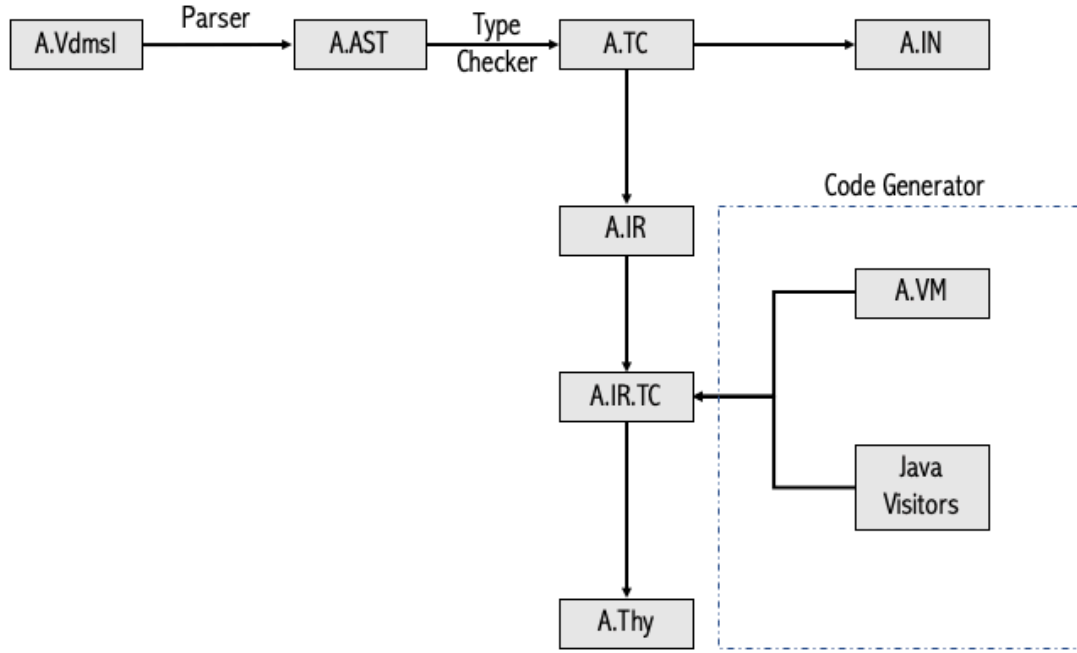 Parser
A.Vdmsl
A.AST
Type
Checker
A.TC
A.IN
A.IR
Code Generator
A.VM
A.IR.TC
Java
Visitors
A.Thy